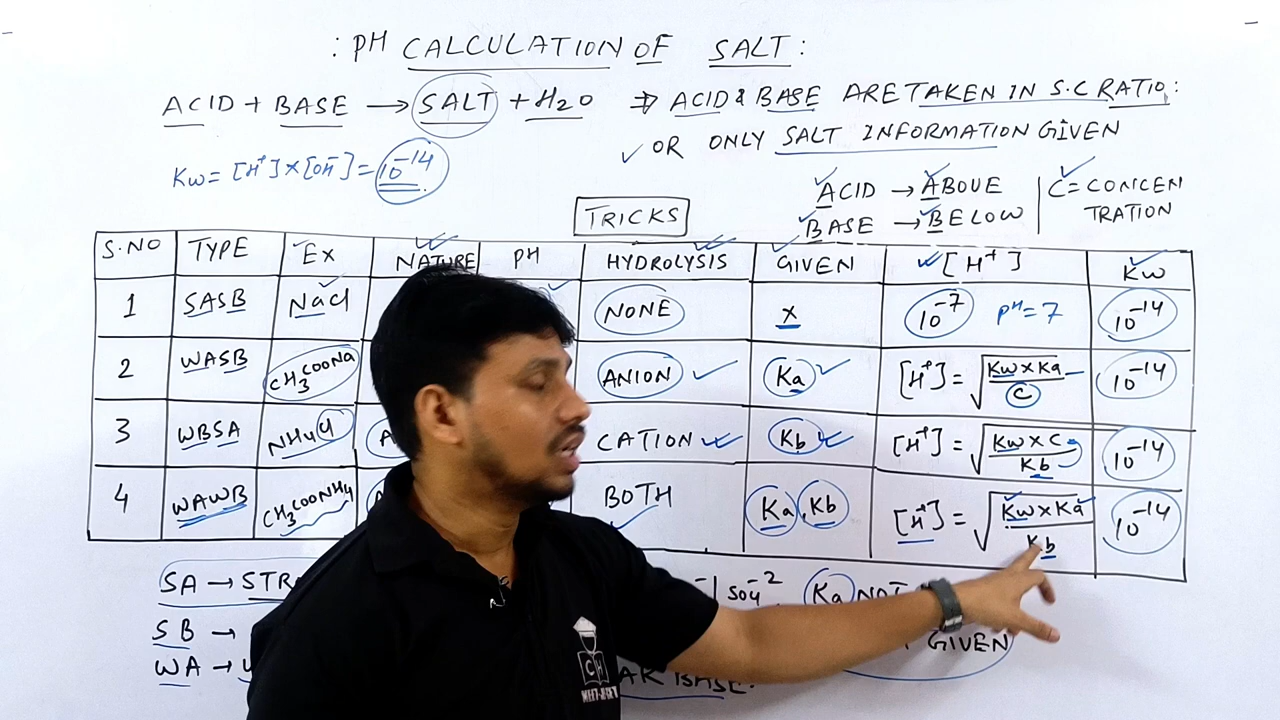 : PH CALCULATION OF SALT :
ACID + BASE → SALT + H2O ⇒ ACID & BASE ARE TAKEN IN S.C RATIO :
✓ OR ONLY SALT INFORMATION GIVEN
Kw = [H+] x [OH-] = 10^-14
ACID → ABOVE
BASE → BELOW
C = CONCEN
TRATION
TRICKS
S.NO TYPE EX NATURE PH HYDROLYSIS GIVEN [H+] Kw
1 SASB NaCl NONE x 10^-7 PH = 7 10^-14
2 WASB CH3COONa ANION Ka [H+] = √(Kw x Ka / C) 10^-14
3 WBSA NH4Cl A CATION Kb [H+] = √(Kw x C / Kb) 10^-14
4 WAWB CH3COONH4 BOTH Ka, Kb [H+] = √(Kw x Ka / Kb) 10^-14
SA → STR SO4^-2 Ka NOT
SB → GIVEN
WA → AK BASE.
CH